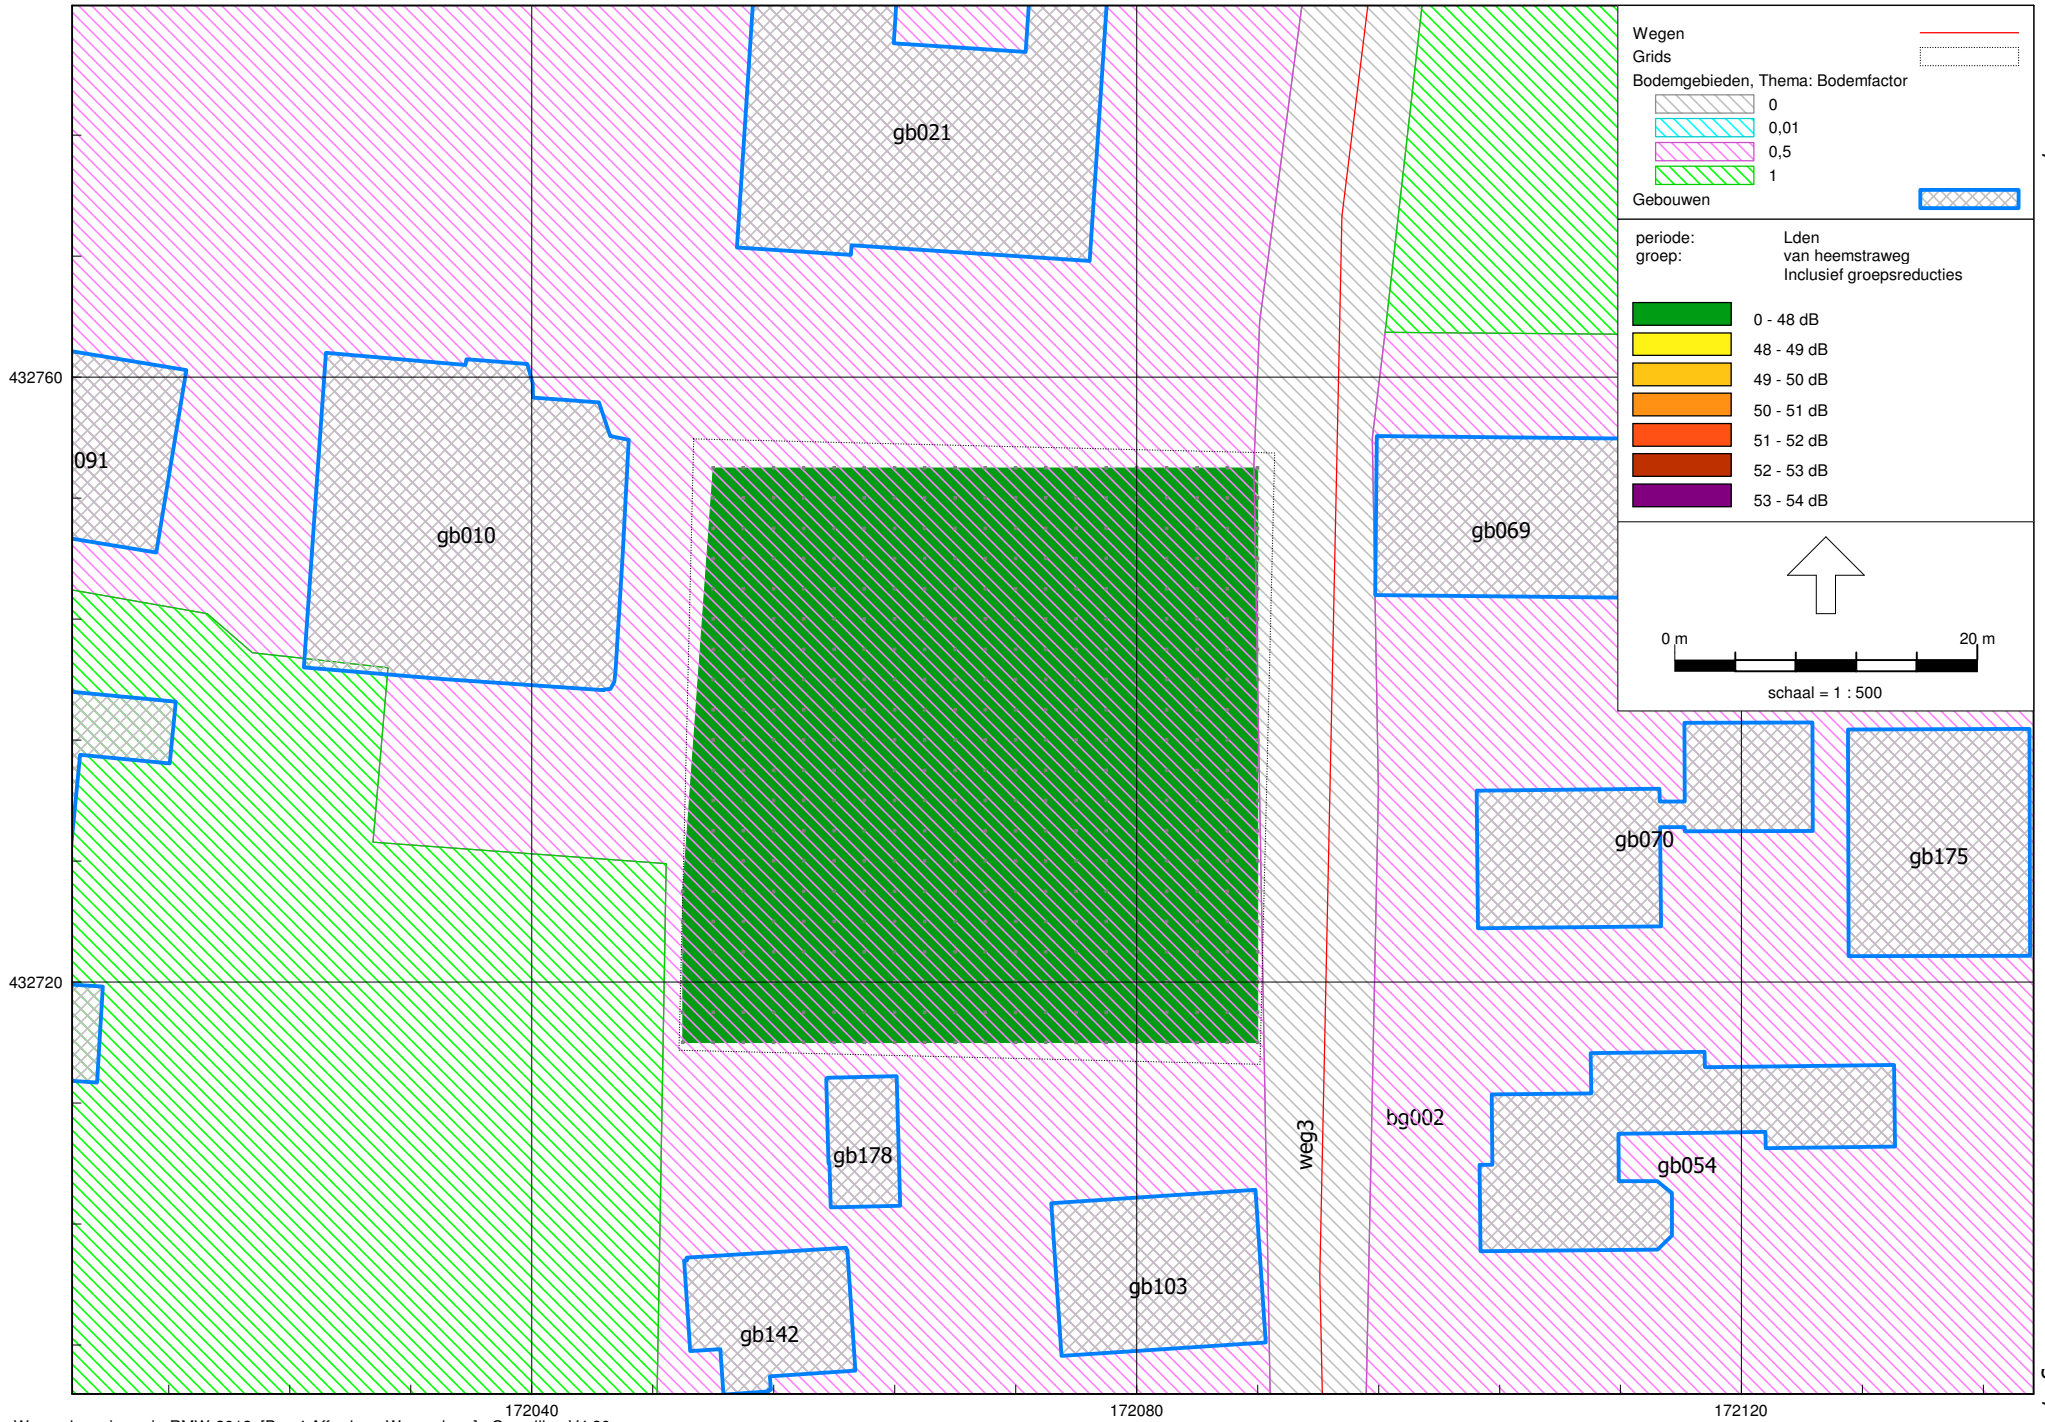 Wegen
Grids
Bodemgebieden, Thema: Bodemfactor
0
0,01
0,5
1
Gebouwen
periode: Lden
groep: van heemstraweg
Inclusief groepsreducties
0 - 48 dB
48 - 49 dB
49 - 50 dB
50 - 51 dB
51 - 52 dB
52 - 53 dB
53 - 54 dB
0 m 20 m
schaal = 1 : 500
gb021
432760
091
gb010
gb069
gb070
gb175
432720
bg002
weg3
gb178
gb054
gb103
gb142
172040 172080 172120